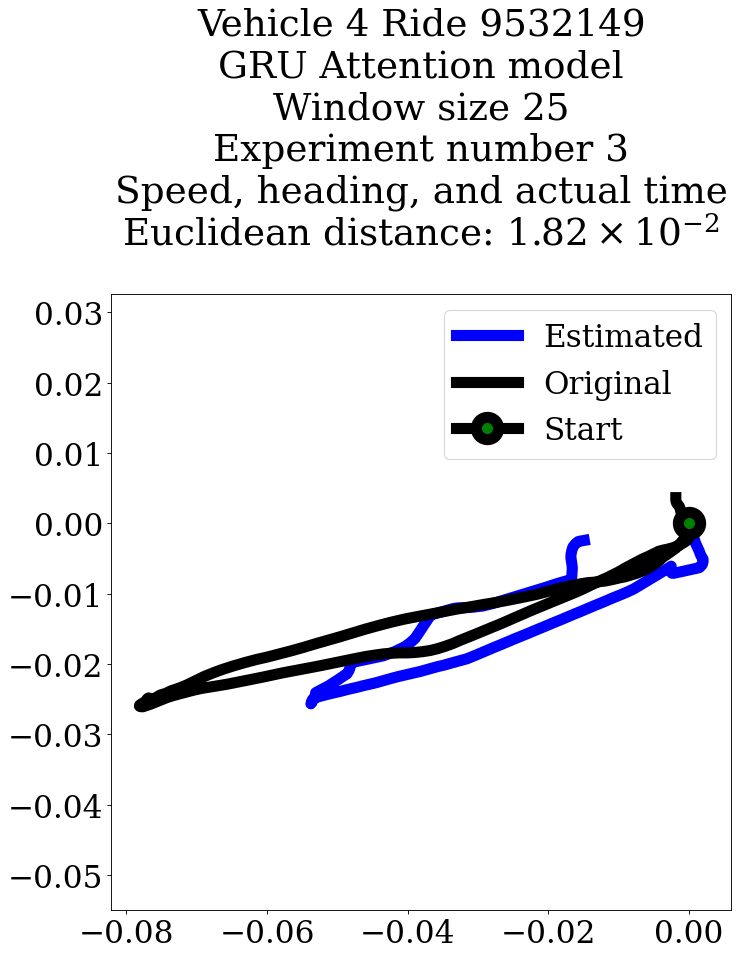 Vehicle 4 Ride 9532149
GRU Attention model
Window size 25
Experiment number 3
Speed, heading, and actual time
Euclidean distance: 1.82 × 10⁻²
Estimated
Original
Start
0.03
0.02
0.01
0.00
−0.01
−0.02
−0.03
−0.04
−0.05
−0.08 −0.06 −0.04 −0.02 0.00